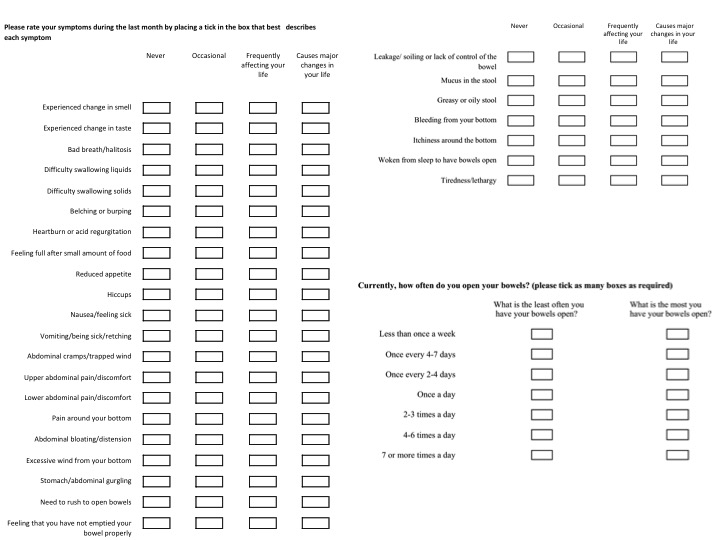 Please rate your symptoms during the last month by placing a tick in the box that best describes
each symptom
Never Occasional Frequently affecting your life Causes major changes in your life
Experienced change in smell
Experienced change in taste
Bad breath/halitosis
Difficulty swallowing liquids
Difficulty swallowing solids
Belching or burping
Heartburn or acid regurgitation
Feeling full after small amount of food
Reduced appetite
Hiccups
Nausea/feeling sick
Vomiting/being sick/retching
Abdominal cramps/trapped wind
Upper abdominal pain/discomfort
Lower abdominal pain/discomfort
Pain around your bottom
Abdominal bloating/distension
Excessive wind from your bottom
Stomach/abdominal gurgling
Need to rush to open bowels
Feeling that you have not emptied your
bowel properly
Never Occasional Frequently affecting your life Causes major changes in your life
Leakage/ soiling or lack of control of the
bowel
Mucus in the stool
Greasy or oily stool
Bleeding from your bottom
Itchiness around the bottom
Woken from sleep to have bowels open
Tiredness/lethargy
Currently, how often do you open your bowels? (please tick as many boxes as required)
What is the least often you have your bowels open? What is the most you have your bowels open?
Less than once a week
Once every 4-7 days
Once every 2-4 days
Once a day
2-3 times a day
4-6 times a day
7 or more times a day